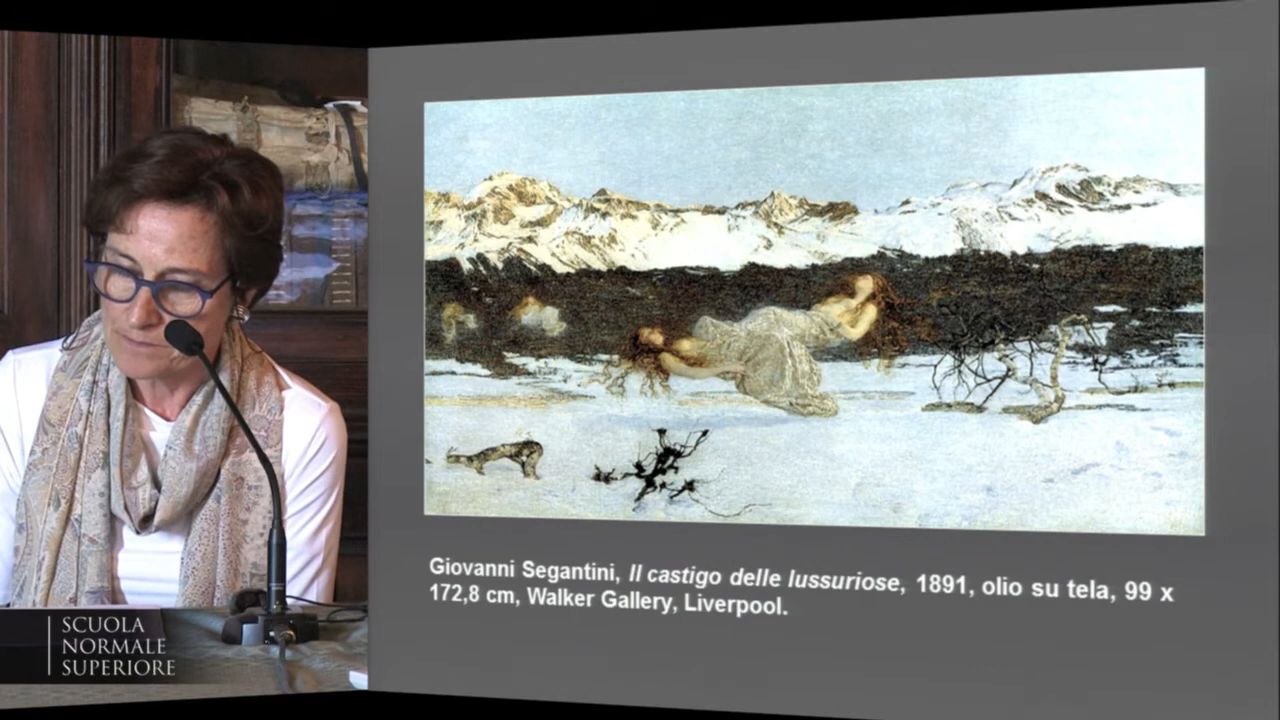 Giovanni Segantini, Il castigo delle lussuriose, 1891, olio su tela, 99 x
172,8 cm, Walker Gallery, Liverpool.
SCUOLA
NORMALE
SUPERIORE